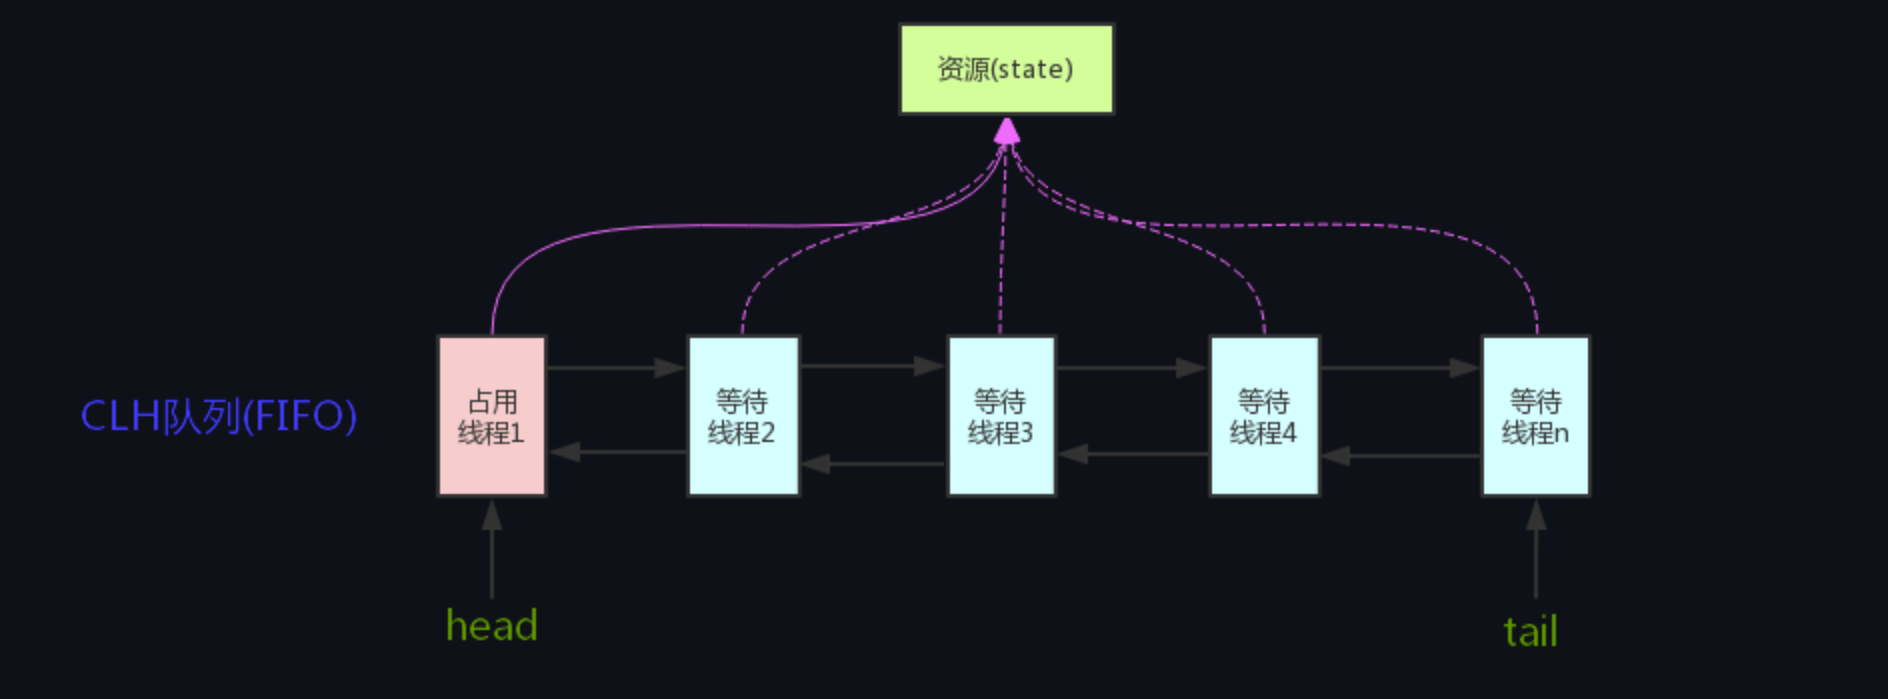 资源(state)
CLH队列(FIFO)
占用
线程1
等待
线程2
等待
线程3
等待
线程4
等待
线程n
head
tail